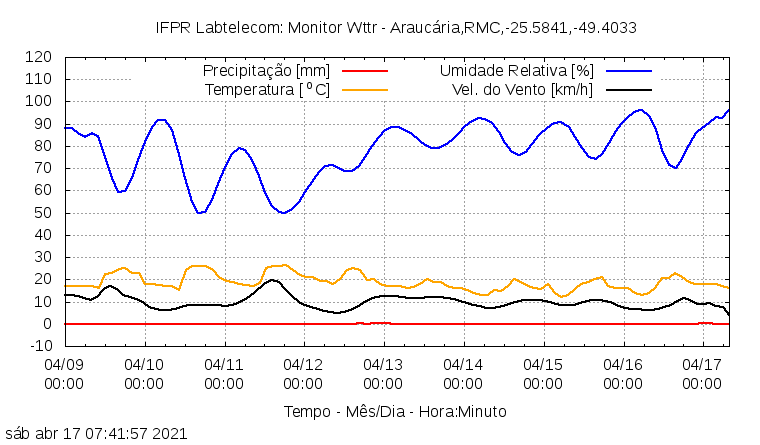 IFPR Labtelecom: Monitor Wttr - Araucária,RMC,-25.5841,-49.4033
Precipitação [mm]
Temperatura [ ⁰C]
Umidade Relativa [%]
Vel. do Vento [km/h]
120
110
100
90
80
70
60
50
40
30
20
10
0
-10
04/09 04/10 04/11 04/12 04/13 04/14 04/15 04/16 04/17
00:00 00:00 00:00 00:00 00:00 00:00 00:00 00:00 00:00
Tempo - Mês/Dia - Hora:Minuto
sáb abr 17 07:41:57 2021